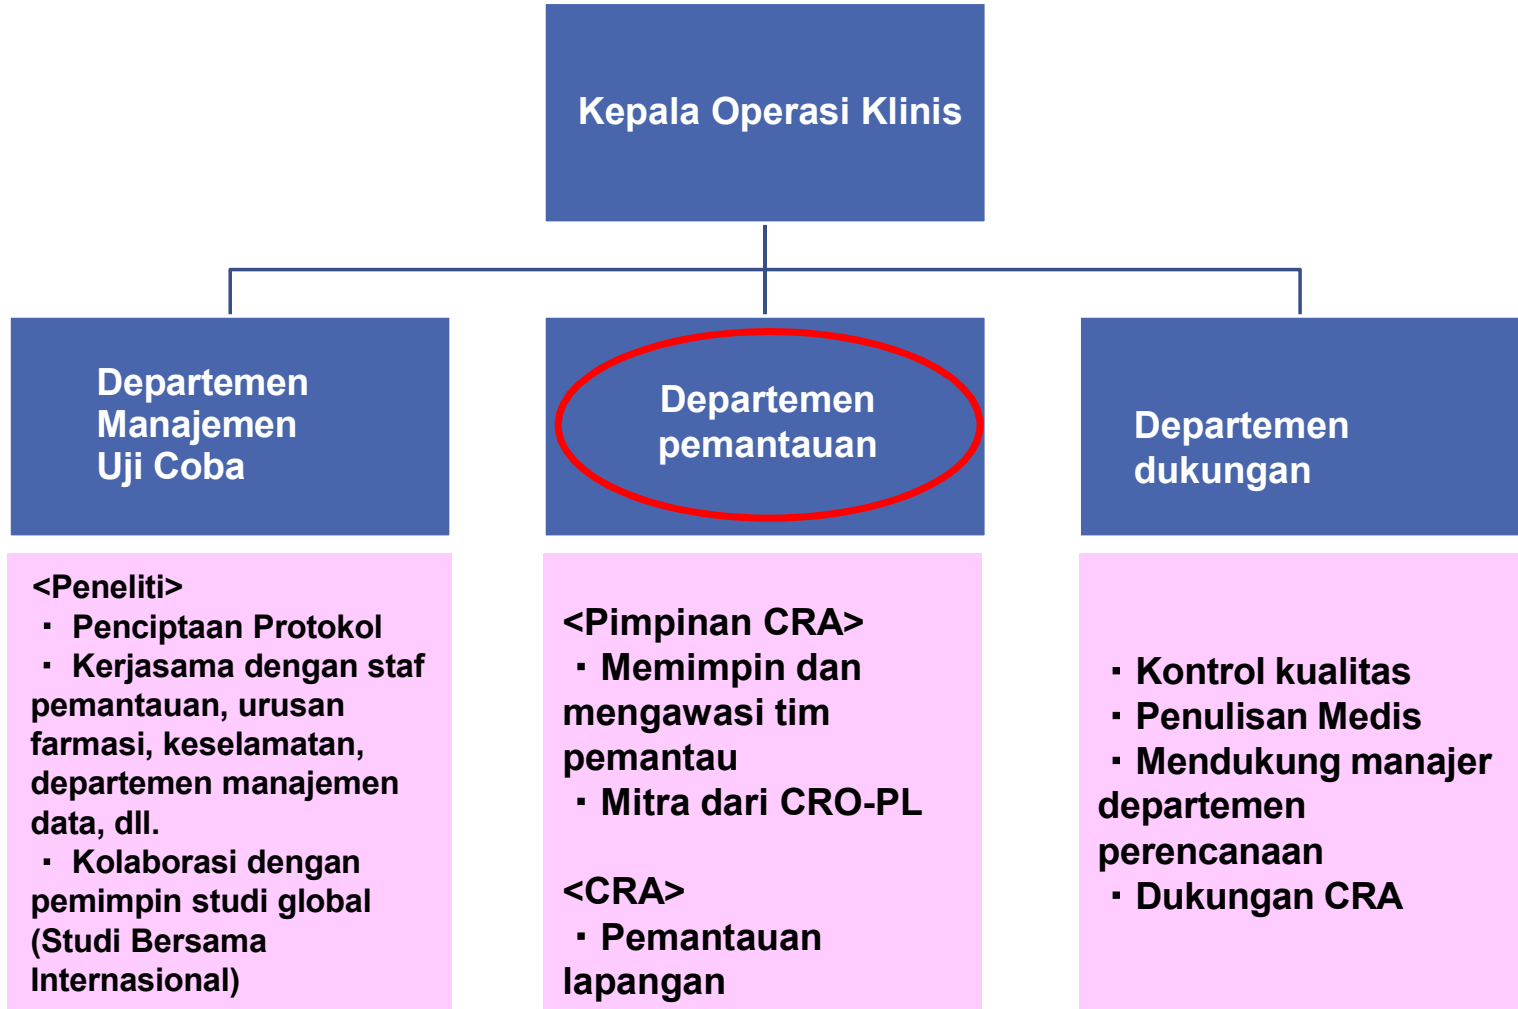 Kepala Operasi Klinis
Departemen
Manajemen
Uji Coba
Departemen
pemantauan
Departemen
dukungan
<Peneliti>
・ Penciptaan Protokol
・ Kerjasama dengan staf
pemantauan, urusan
farmasi, keselamatan,
departemen manajemen
data, dll.
・ Kolaborasi dengan
pemimpin studi global
(Studi Bersama
Internasional)
<Pimpinan CRA>
・Memimpin dan
mengawasi tim
pemantau
・Mitra dari CRO-PL
<CRA>
・Pemantauan
lapangan
・Kontrol kualitas
・Penulisan Medis
・Mendukung manajer
departemen
perencanaan
・Dukungan CRA